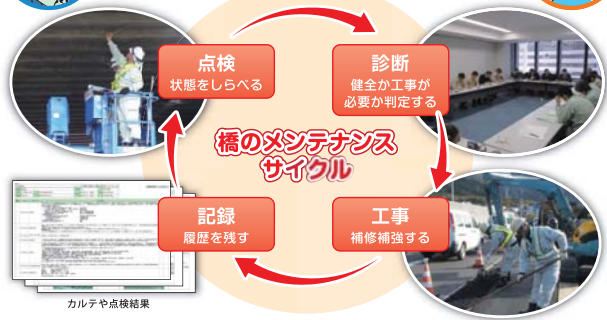 点検
状態をしらべる
診断
健全か工事が
必要か判定する
橋のメンテナンス
サイクル
記録
履歴を残す
工事
補修補強する
カルテや点検結果